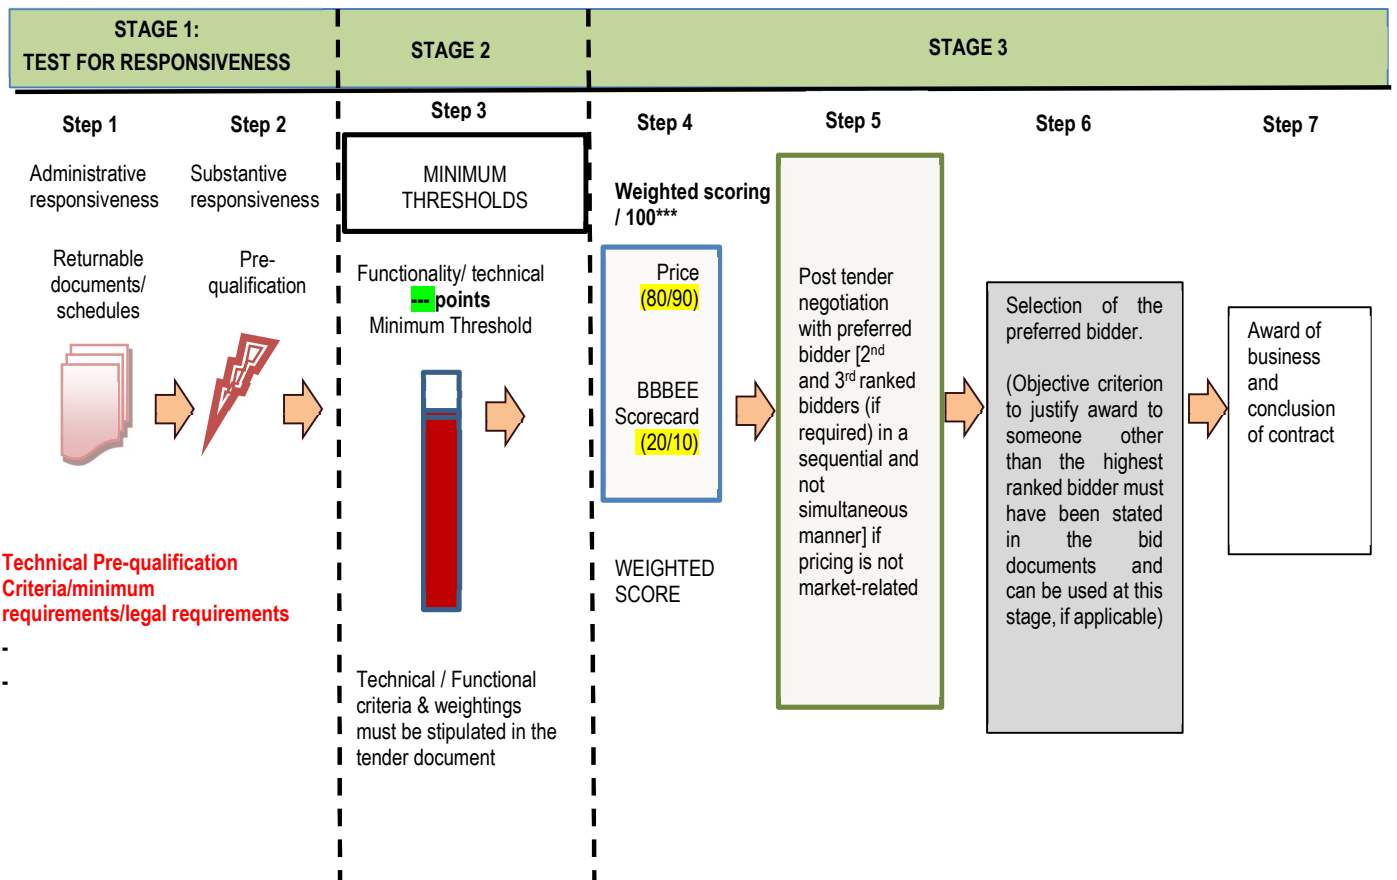 STAGE 1:
TEST FOR RESPONSIVENESS
STAGE 2
STAGE 3
Step 1
Administrative
responsiveness
Returnable
documents/
schedules
Step 2
Substantive
responsiveness
Pre-
qualification
Technical Pre-qualification
Criteria/minimum
requirements/legal requirements
-
-
Step 3
MINIMUM
THRESHOLDS
Functionality/ technical
--- points
Minimum Threshold
Technical / Functional
criteria & weightings
must be stipulated in the
tender document
Step 4
Weighted scoring
/ 100***
Price
(80/90)
BBBEE
Scorecard
(20/10)
WEIGHTED
SCORE
Step 5
Post tender
negotiation
with preferred
bidder [2nd
and 3rd ranked
bidders (if
required) in a
sequential and
not
simultaneous
manner] if
pricing is not
market-related
Step 6
Selection of the
preferred bidder.
(Objective criterion
to justify award to
someone other
than the highest
ranked bidder must
have been stated
in the bid
documents and
can be used at this
stage, if applicable)
Step 7
Award of
business
and
conclusion
of contract